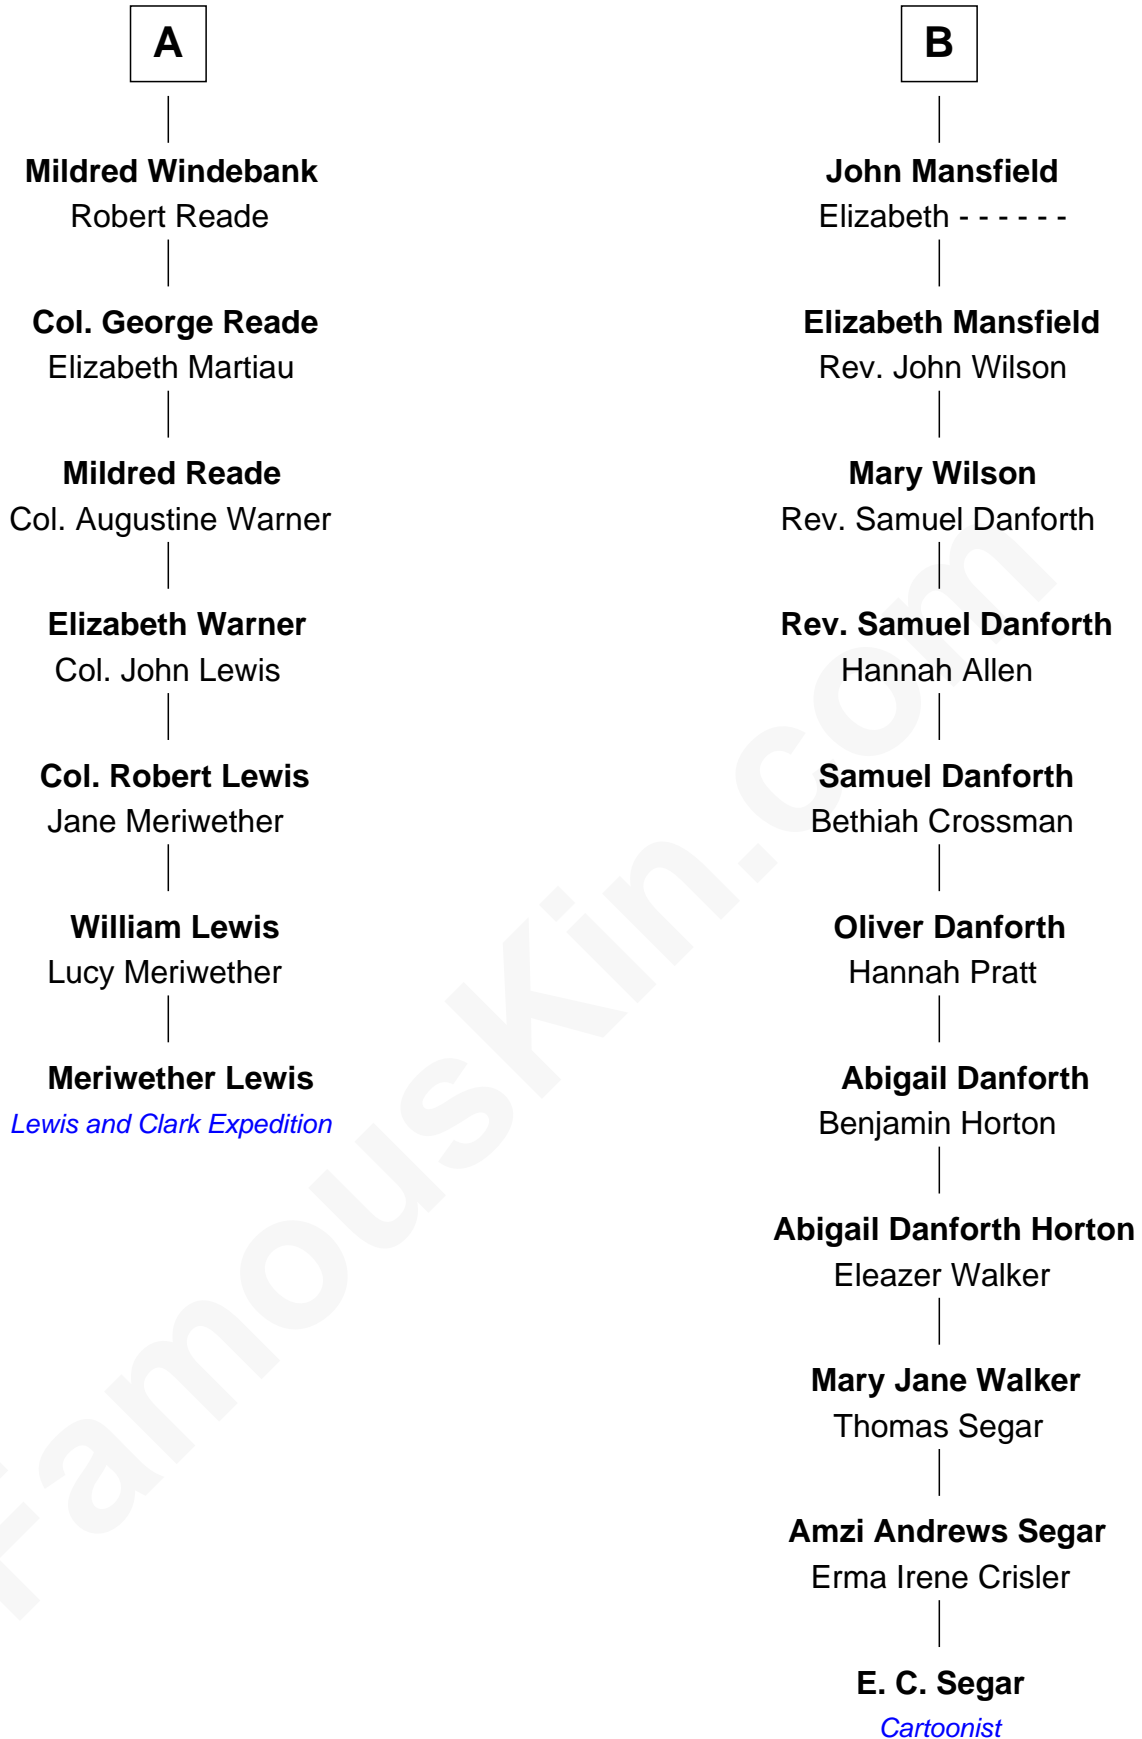 A
Mildred Windebank
Robert Reade
Col. George Reade
Elizabeth Martiau
Mildred Reade
Col. Augustine Warner
Elizabeth Warner
Col. John Lewis
Col. Robert Lewis
Jane Meriwether
William Lewis
Lucy Meriwether
Meriwether Lewis
Lewis and Clark Expedition
B
John Mansfield
Elizabeth - - - - - -
Elizabeth Mansfield
Rev. John Wilson
Mary Wilson
Rev. Samuel Danforth
Rev. Samuel Danforth
Hannah Allen
Samuel Danforth
Bethiah Crossman
Oliver Danforth
Hannah Pratt
Abigail Danforth
Benjamin Horton
Abigail Danforth Horton
Eleazer Walker
Mary Jane Walker
Thomas Segar
Amzi Andrews Segar
Erma Irene Crisler
E. C. Segar
Cartoonist
FamousKin.com